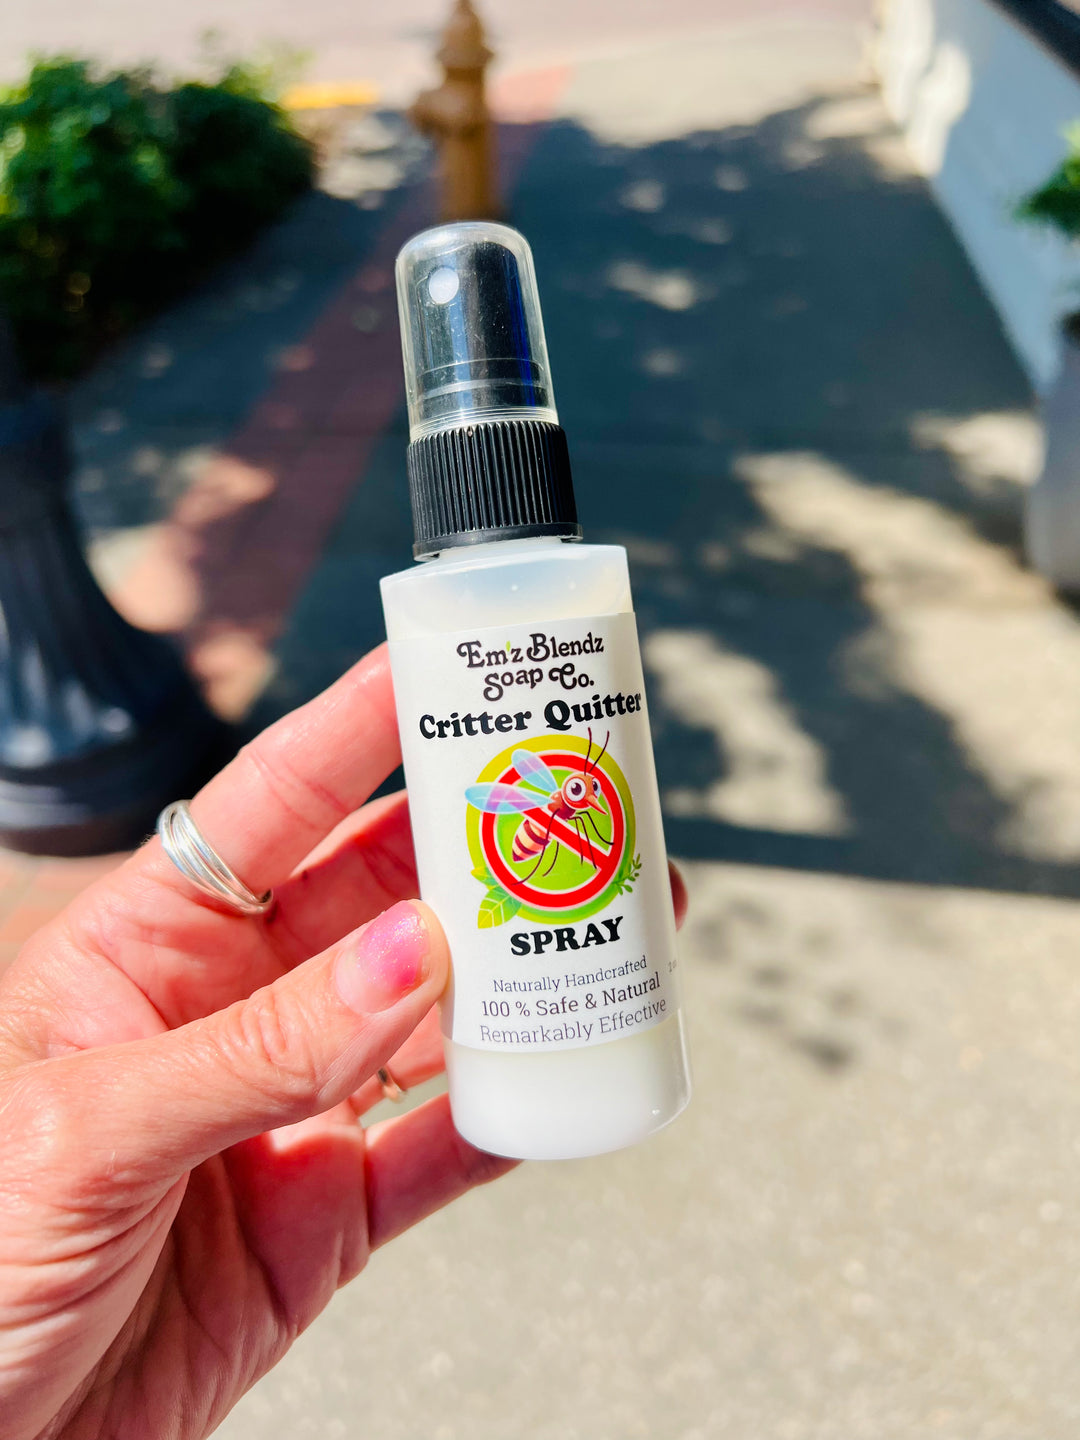 Em'z Blendz
Soap Co.
Critter Quitter
SPRAY
Naturally Handcrafted
100 % Safe & Natural
Remarkably Effective